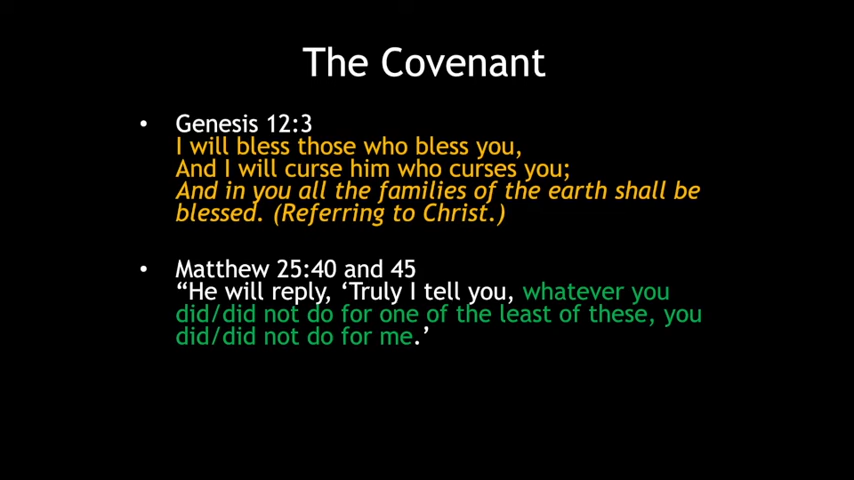 The Covenant
• Genesis 12:3
I will bless those who bless you,
And I will curse him who curses you;
And in you all the families of the earth shall be
blessed. (Referring to Christ.)
• Matthew 25:40 and 45
“He will reply, ‘Truly I tell you, whatever you
did/did not do for one of the least of these, you
did/did not do for me.’